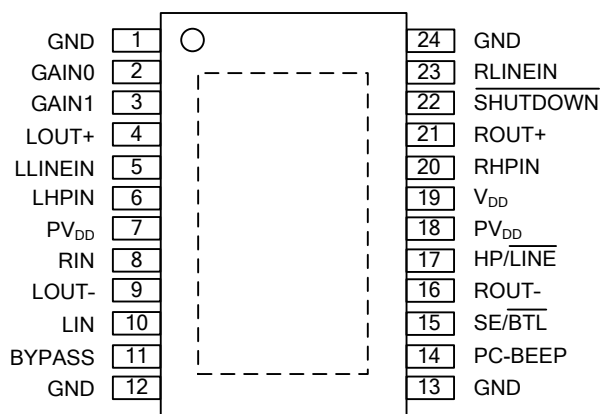 GND 1 24 GND
GAIN0 2 23 RLINEIN
GAIN1 3 22 SHUTDOWN
LOUT+ 4 21 ROUT+
LLINEIN 5 20 RHPIN
LHPIN 6 19 VDD
PVDD 7 18 PVDD
RIN 8 17 HP/LINE
LOUT- 9 16 ROUT-
LIN 10 15 SE/BTL
BYPASS 11 14 PC-BEEP
GND 12 13 GND